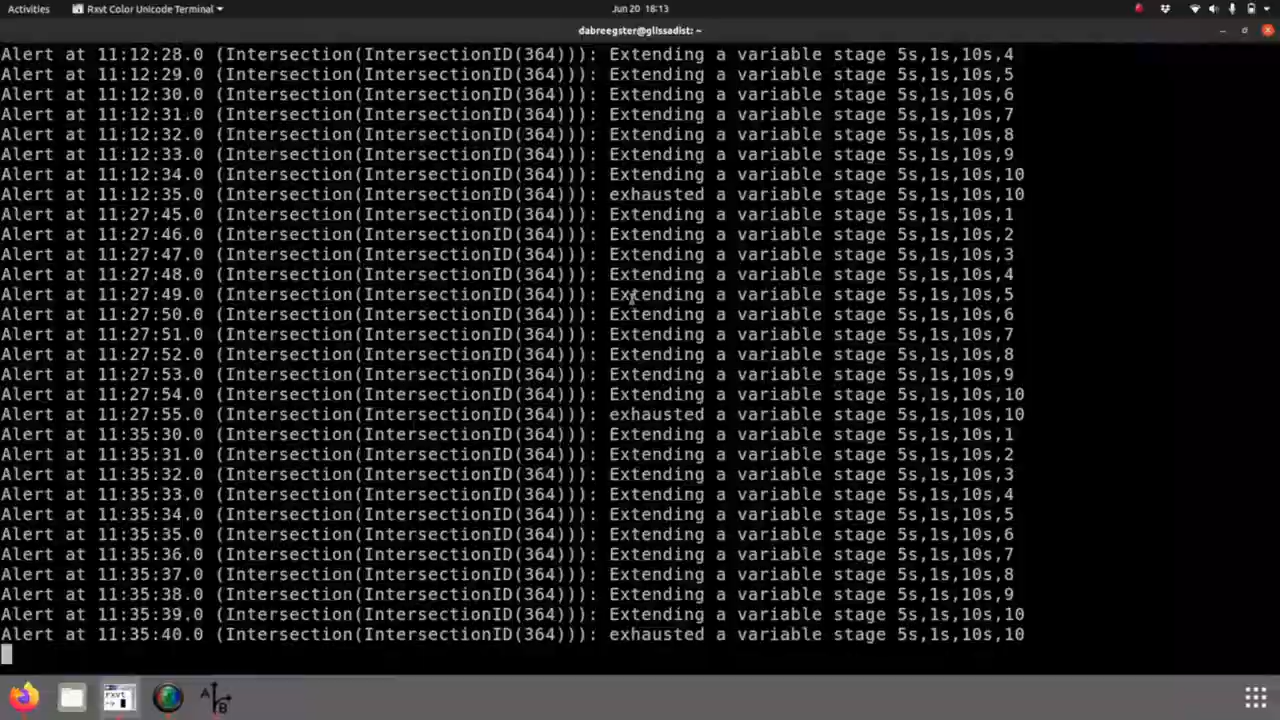 Activities Rxvt Color Unicode Terminal Jun 20 18:13
dabreegster@glissadist: ~
Alert at 11:12:28.0 (Intersection(IntersectionID(364))): Extending a variable stage 5s,1s,10s,4
Alert at 11:12:29.0 (Intersection(IntersectionID(364))): Extending a variable stage 5s,1s,10s,5
Alert at 11:12:30.0 (Intersection(IntersectionID(364))): Extending a variable stage 5s,1s,10s,6
Alert at 11:12:31.0 (Intersection(IntersectionID(364))): Extending a variable stage 5s,1s,10s,7
Alert at 11:12:32.0 (Intersection(IntersectionID(364))): Extending a variable stage 5s,1s,10s,8
Alert at 11:12:33.0 (Intersection(IntersectionID(364))): Extending a variable stage 5s,1s,10s,9
Alert at 11:12:34.0 (Intersection(IntersectionID(364))): Extending a variable stage 5s,1s,10s,10
Alert at 11:12:35.0 (Intersection(IntersectionID(364))): exhausted a variable stage 5s,1s,10s,10
Alert at 11:27:45.0 (Intersection(IntersectionID(364))): Extending a variable stage 5s,1s,10s,1
Alert at 11:27:46.0 (Intersection(IntersectionID(364))): Extending a variable stage 5s,1s,10s,2
Alert at 11:27:47.0 (Intersection(IntersectionID(364))): Extending a variable stage 5s,1s,10s,3
Alert at 11:27:48.0 (Intersection(IntersectionID(364))): Extending a variable stage 5s,1s,10s,4
Alert at 11:27:49.0 (Intersection(IntersectionID(364))): Extending a variable stage 5s,1s,10s,5
Alert at 11:27:50.0 (Intersection(IntersectionID(364))): Extending a variable stage 5s,1s,10s,6
Alert at 11:27:51.0 (Intersection(IntersectionID(364))): Extending a variable stage 5s,1s,10s,7
Alert at 11:27:52.0 (Intersection(IntersectionID(364))): Extending a variable stage 5s,1s,10s,8
Alert at 11:27:53.0 (Intersection(IntersectionID(364))): Extending a variable stage 5s,1s,10s,9
Alert at 11:27:54.0 (Intersection(IntersectionID(364))): Extending a variable stage 5s,1s,10s,10
Alert at 11:27:55.0 (Intersection(IntersectionID(364))): exhausted a variable stage 5s,1s,10s,10
Alert at 11:35:30.0 (Intersection(IntersectionID(364))): Extending a variable stage 5s,1s,10s,1
Alert at 11:35:31.0 (Intersection(IntersectionID(364))): Extending a variable stage 5s,1s,10s,2
Alert at 11:35:32.0 (Intersection(IntersectionID(364))): Extending a variable stage 5s,1s,10s,3
Alert at 11:35:33.0 (Intersection(IntersectionID(364))): Extending a variable stage 5s,1s,10s,4
Alert at 11:35:34.0 (Intersection(IntersectionID(364))): Extending a variable stage 5s,1s,10s,5
Alert at 11:35:35.0 (Intersection(IntersectionID(364))): Extending a variable stage 5s,1s,10s,6
Alert at 11:35:36.0 (Intersection(IntersectionID(364))): Extending a variable stage 5s,1s,10s,7
Alert at 11:35:37.0 (Intersection(IntersectionID(364))): Extending a variable stage 5s,1s,10s,8
Alert at 11:35:38.0 (Intersection(IntersectionID(364))): Extending a variable stage 5s,1s,10s,9
Alert at 11:35:39.0 (Intersection(IntersectionID(364))): Extending a variable stage 5s,1s,10s,10
Alert at 11:35:40.0 (Intersection(IntersectionID(364))): exhausted a variable stage 5s,1s,10s,10
rxvt A B